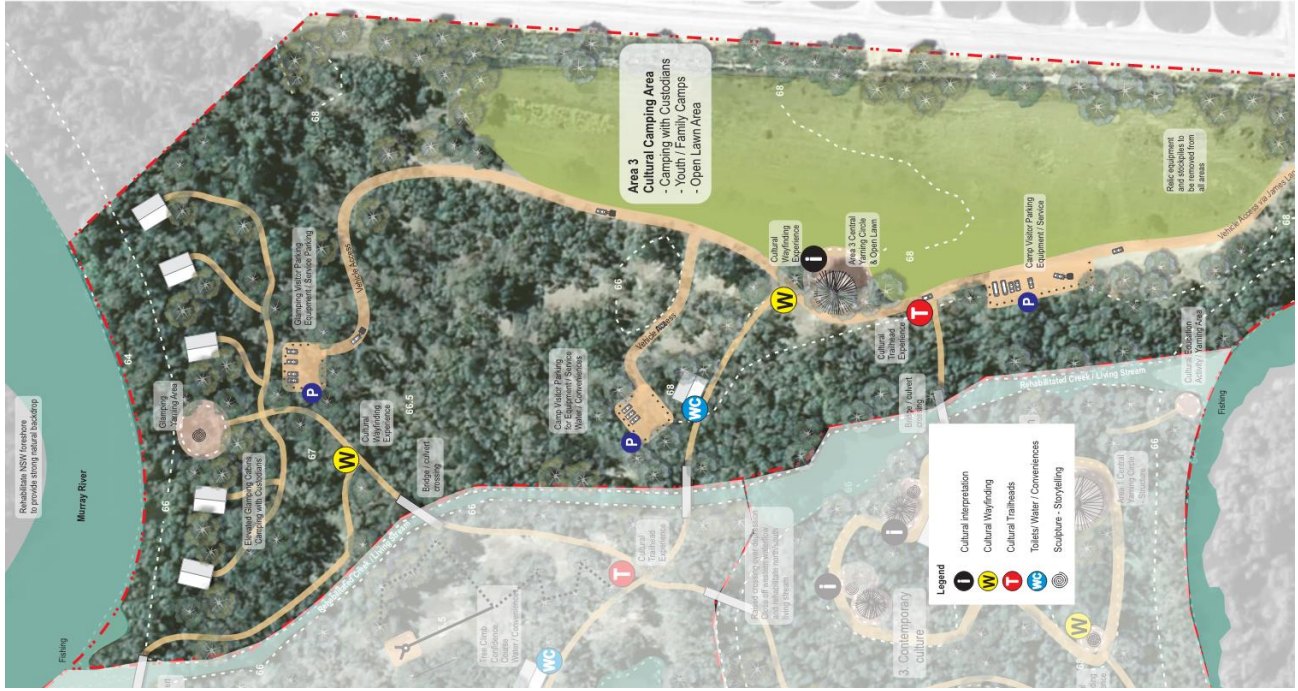 Rehabilitate NSW foreshore
to provide strong natural backdrop
Murray River
Fishing
64
66
Elevated Glamping Cabins
Camping with Custodians
Glamping
Yarning Area
67
66.5
P
Glamping Visitor Parking
Equipment / Service Parking
Vehicle Access
68
W
Cultural
Wayfinding
Experience
Bridge / culvert
crossing
66
Area 3
Cultural Camping Area
- Camping with Custodians
- Youth / Family Camps
- Open Lawn Area
68
66
Vehicle Access
Camp Visitor Parking
for Equipment / Service
Water / Conveniences
P
68
WC
Cultural
Wayfinding
Experience
W
i
Area 3 Central
Yarning Circle
& Open Lawn
68
T
Cultural
Trailhead
Experience
Camp Visitor Parking
Equipment / Service
P
Relic equipment
and stockpiles to
be removed from
all areas
Vehicle Access via James
68
Bridge / culvert
crossing
Rehabilitated Creek / Living Stream
Cultural Education
Activity / Yarning Area
Fishing
66
Cultural
Trailhead
Experience
T
Tree Climb
Confidence
Course
WC
66
i
i
3. Contemporary
culture
W
Legend
i
Cultural interpretation
W
Cultural Wayfinding
T
Cultural Trailheads
WC
Toilets/ Water / Conveniences
Sculpture - Storytelling